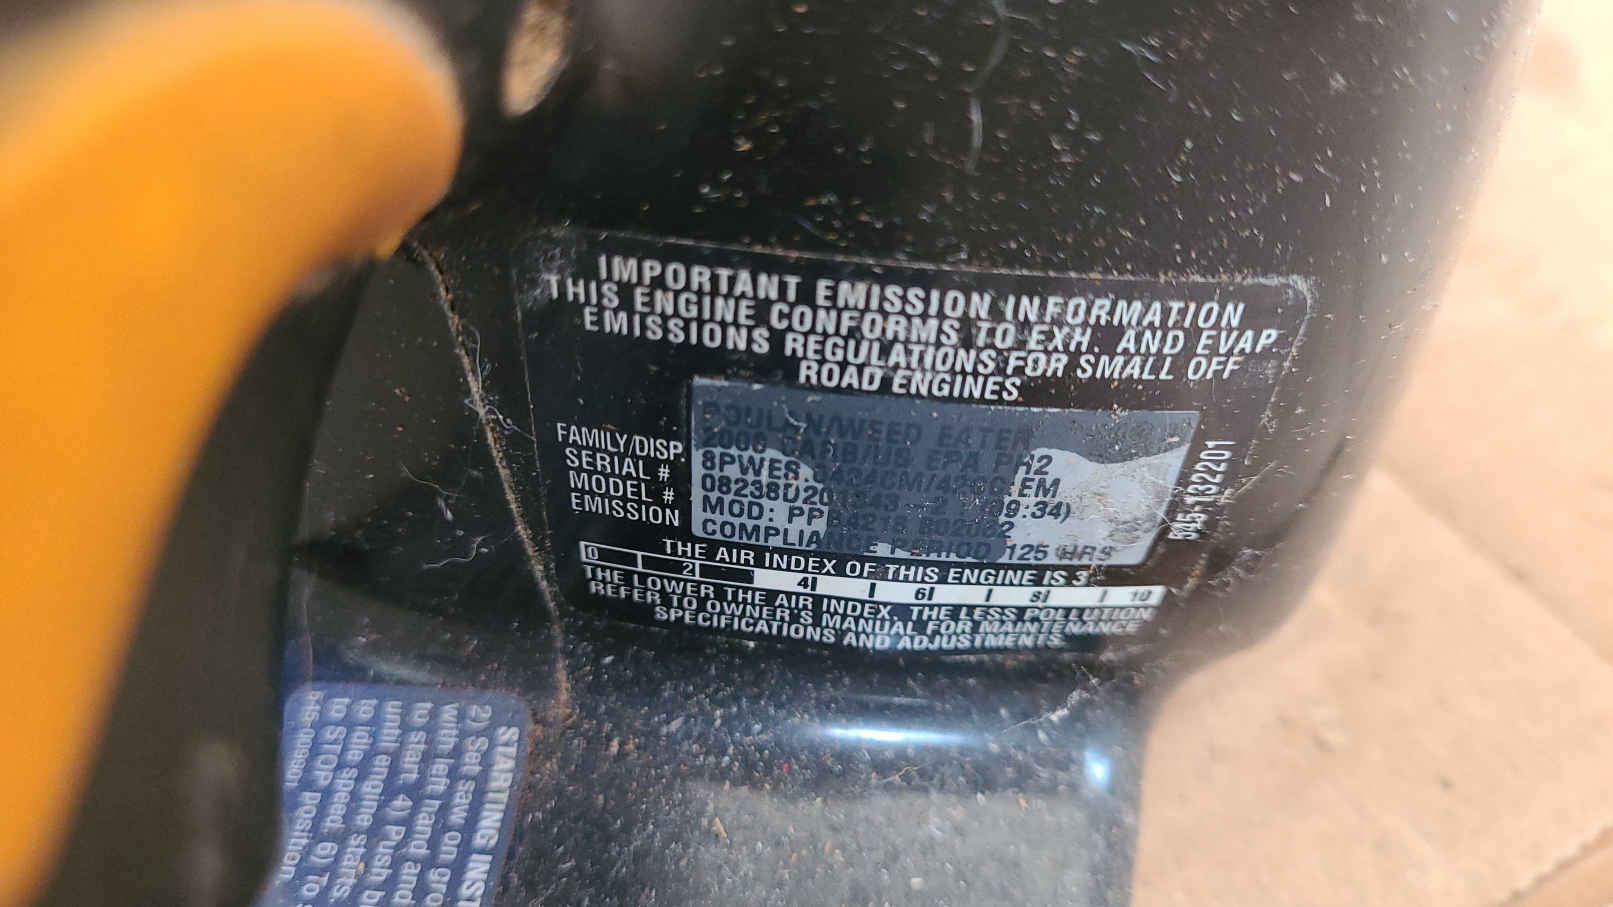 IMPORTANT EMISSION INFORMATION
THIS ENGINE CONFORMS TO EXH. AND EVAP.
EMISSIONS REGULATIONS FOR SMALL OFF
ROAD ENGINES
POULAN/WEED EATER
CARB/US EPA PH2
FAMILY/DISP.
SERIAL #
MODEL # MOD:
EMISSION COMPLIANCE PERIOD 125 HRS
THE AIR INDEX OF THIS ENGINE IS 3
0 2 4 6 8 10
THE LOWER THE AIR INDEX, THE LESS POLLUTION
REFER TO OWNER'S MANUAL FOR MAINTENANCE
SPECIFICATIONS AND ADJUSTMENTS.
545-132201
STARTING INST
2) Set saw on gro
with left hand and
to start. 4) Push b
until engine starts.
to idle speed. 6) To
to STOP position.